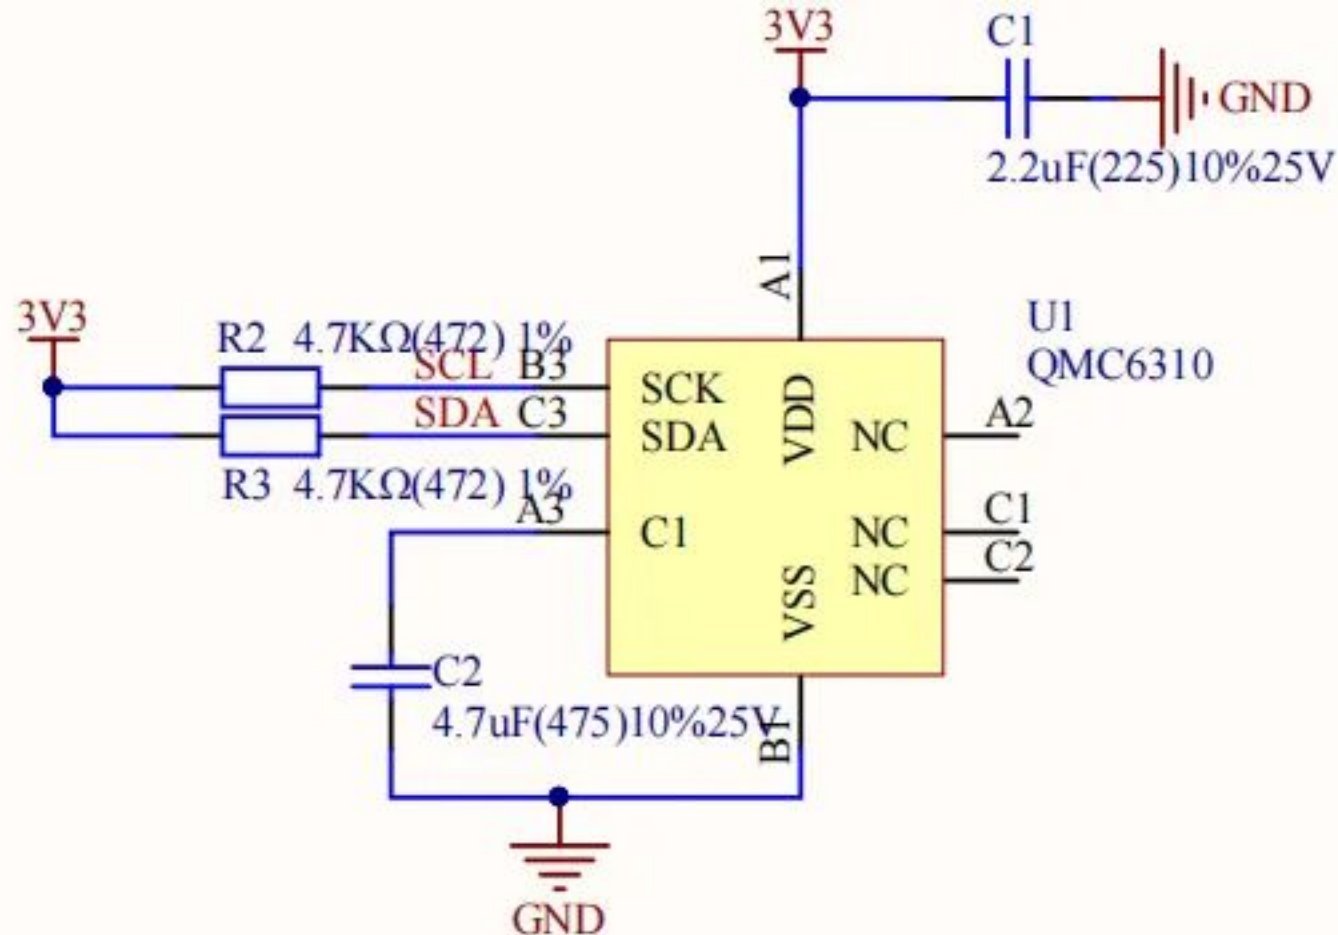 3V3
C1
GND
2.2uF(225)10%25V
A1
3V3
R2 4.7KΩ(472) 1%
SCL B3
SDA C3
R3 4.7KΩ(472) 1%
A3
U1
QMC6310
SCK
SDA
C1
VDD
VSS
NC
NC
NC
A2
C1
C2
C2
4.7uF(475)10%25V
B1
GND